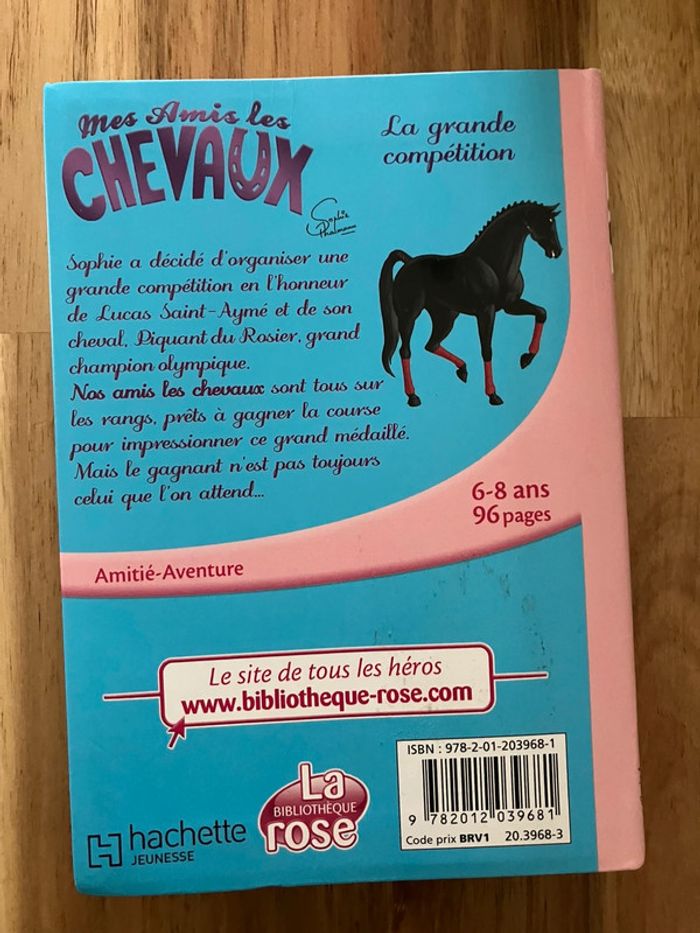 Mes Amis les
CHEVAUX
Sophie
Thalmann
La grande
compétition
Sophie a décidé d'organiser une
grande compétition en l'honneur
de Lucas Saint-Aymé et de son
cheval, Piquant du Rosier, grand
champion olympique.
Nos amis les chevaux sont tous sur
les rangs, prêts à gagner la course
pour impressionner ce grand médaillé.
Mais le gagnant n'est pas toujours
celui que l'on attend...
6-8 ans
96 pages
Amitié-Aventure
Le site de tous les héros
www.bibliotheque-rose.com
hachette
JEUNESSE
La
BIBLIOTHÈQUE
rose
ISBN : 978-2-01-203968-1
9 782012 039681
Code prix BRV1 20.3968-3